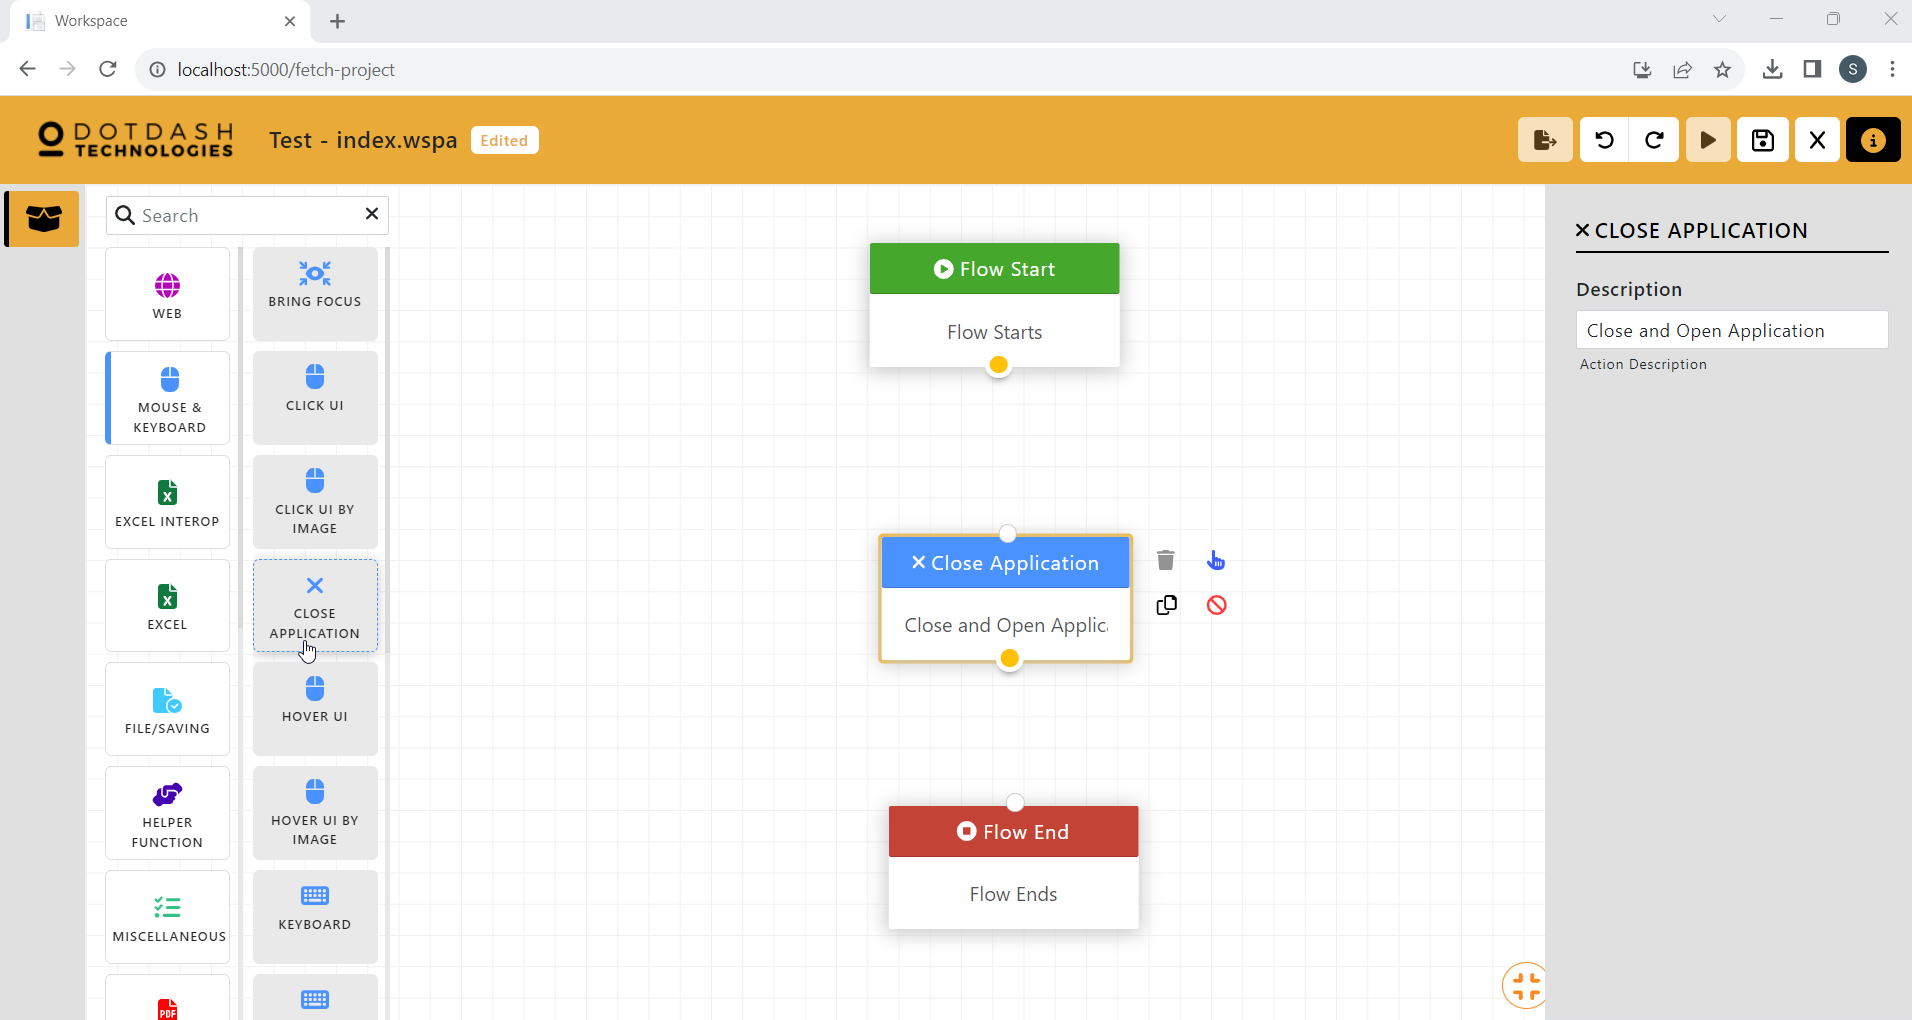 Workspace
localhost:5000/fetch-project
S
DOTDASH
TECHNOLOGIES
Test - index.wspa
Edited
Search
WEB
MOUSE &
KEYBOARD
EXCEL INTEROP
EXCEL
FILE/SAVING
HELPER
FUNCTION
MISCELLANEOUS
PDF
BRING FOCUS
CLICK UI
CLICK UI BY
IMAGE
CLOSE
APPLICATION
HOVER UI
HOVER UI BY
IMAGE
KEYBOARD
Flow Start
Flow Starts
Close Application
Close and Open Applic
Flow End
Flow Ends
CLOSE APPLICATION
Description
Close and Open Application
Action Description